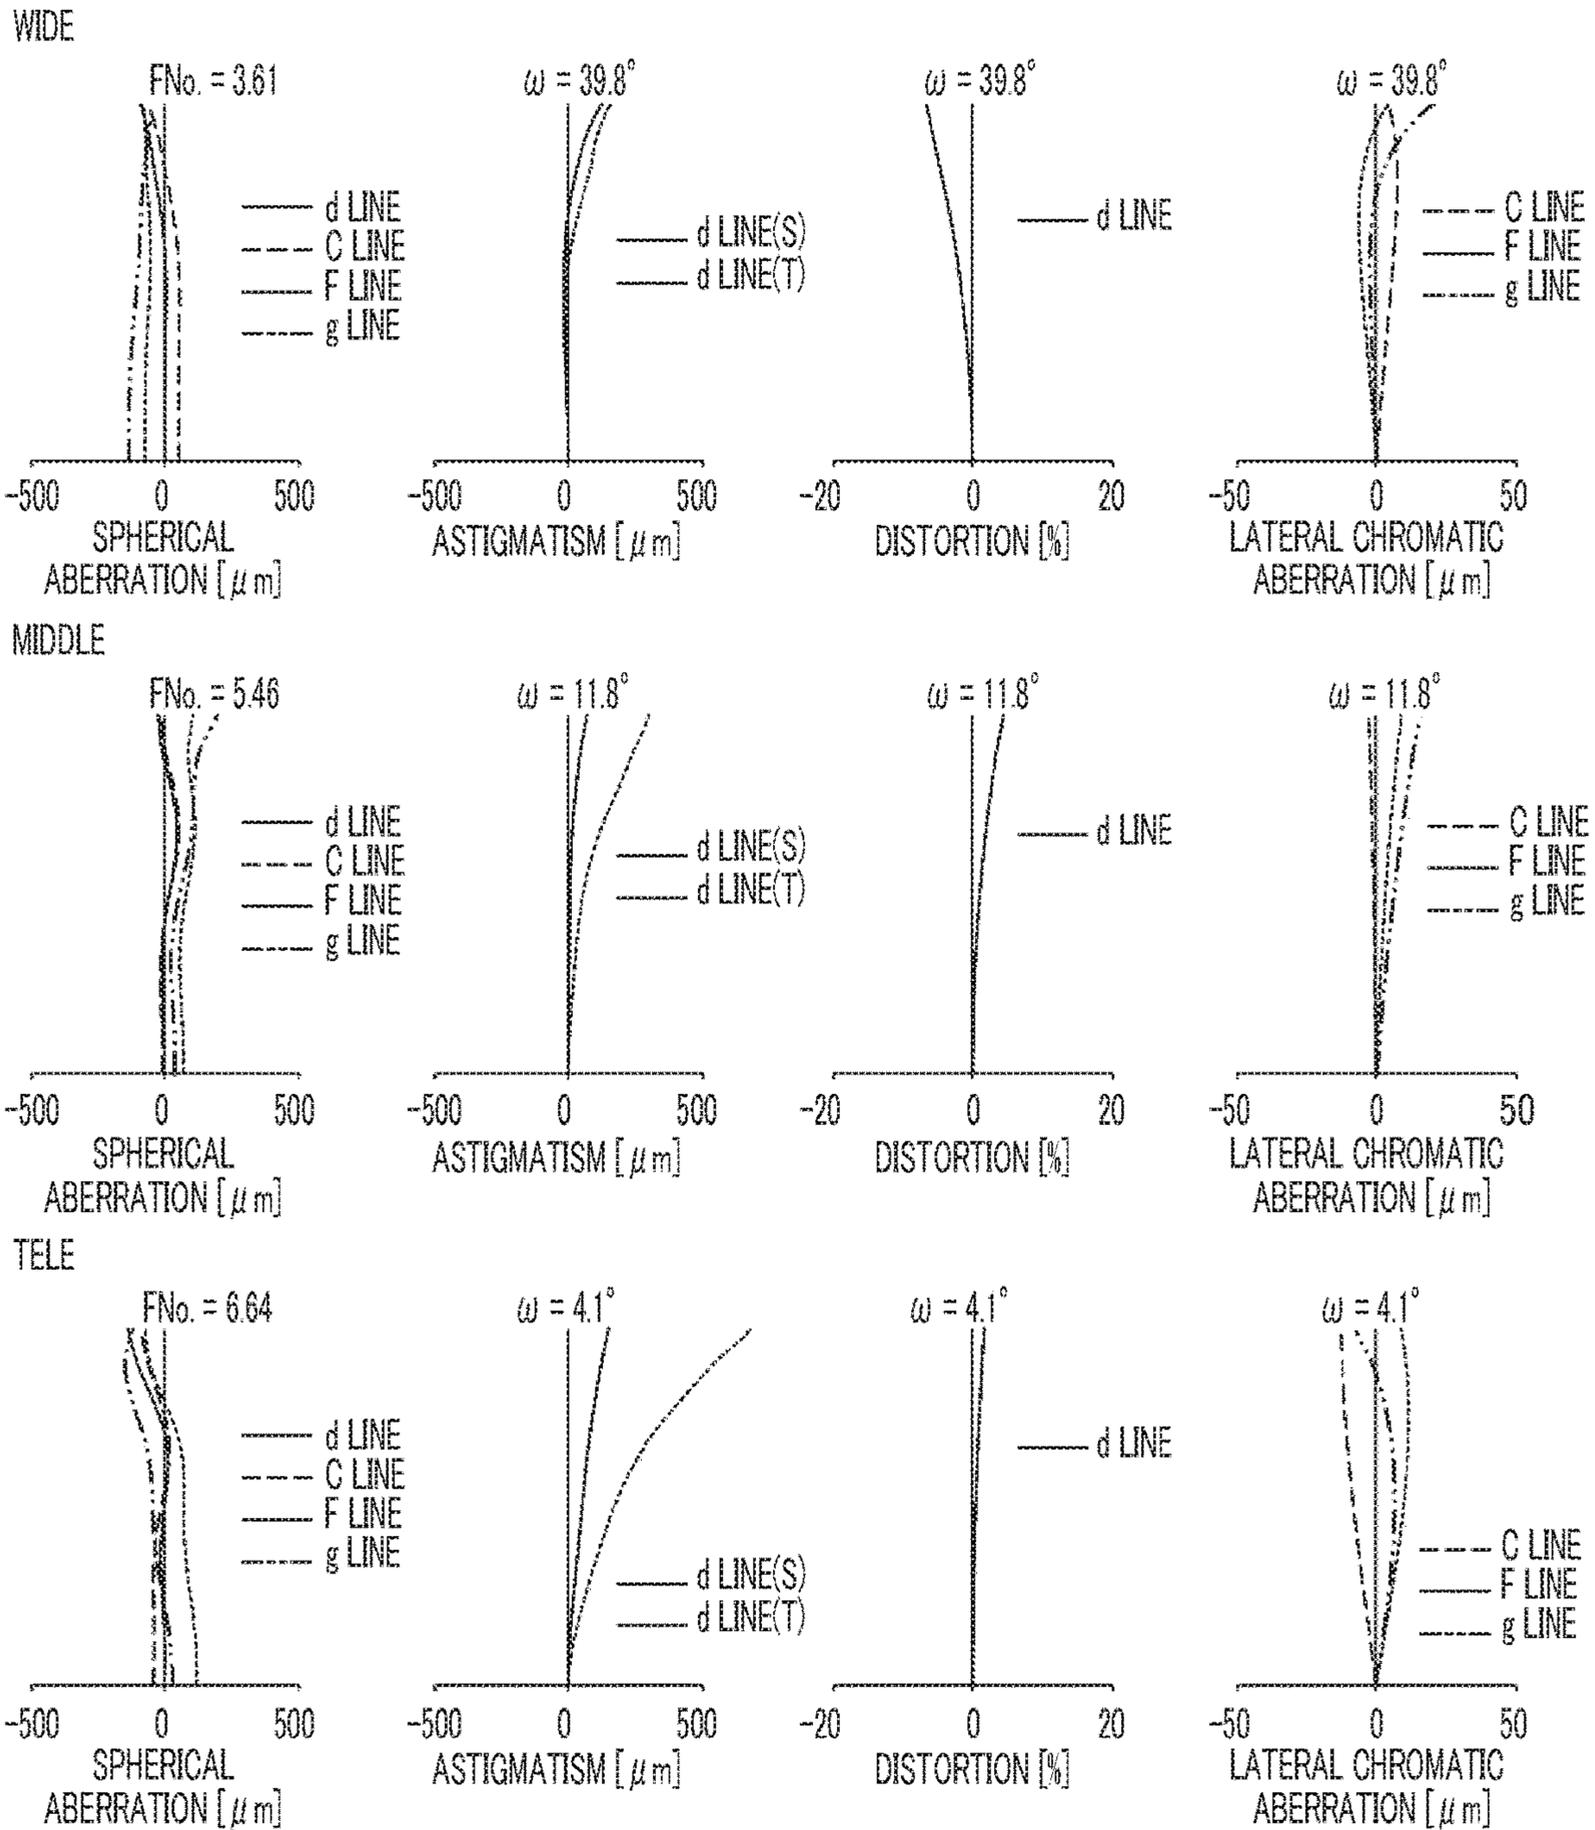 WIDE
FNo. = 3.61
ω = 39.8°
ω = 39.8°
ω = 39.8°
d LINE
C LINE
F LINE
g LINE
d LINE(S)
d LINE(T)
d LINE
C LINE
F LINE
g LINE
-500 0 500
-500 0 500
-20 0 20
-50 0 50
SPHERICAL
ABERRATION [μm]
ASTIGMATISM [μm]
DISTORTION [%]
LATERAL CHROMATIC
ABERRATION [μm]
MIDDLE
FNo. = 5.46
ω = 11.8°
ω = 11.8°
ω = 11.8°
d LINE
C LINE
F LINE
g LINE
d LINE(S)
d LINE(T)
d LINE
C LINE
F LINE
g LINE
-500 0 500
-500 0 500
-20 0 20
-50 0 50
SPHERICAL
ABERRATION [μm]
ASTIGMATISM [μm]
DISTORTION [%]
LATERAL CHROMATIC
ABERRATION [μm]
TELE
FNo. = 6.64
ω = 4.1°
ω = 4.1°
ω = 4.1°
d LINE
C LINE
F LINE
g LINE
d LINE(S)
d LINE(T)
d LINE
C LINE
F LINE
g LINE
-500 0 500
-500 0 500
-20 0 20
-50 0 50
SPHERICAL
ABERRATION [μm]
ASTIGMATISM [μm]
DISTORTION [%]
LATERAL CHROMATIC
ABERRATION [μm]